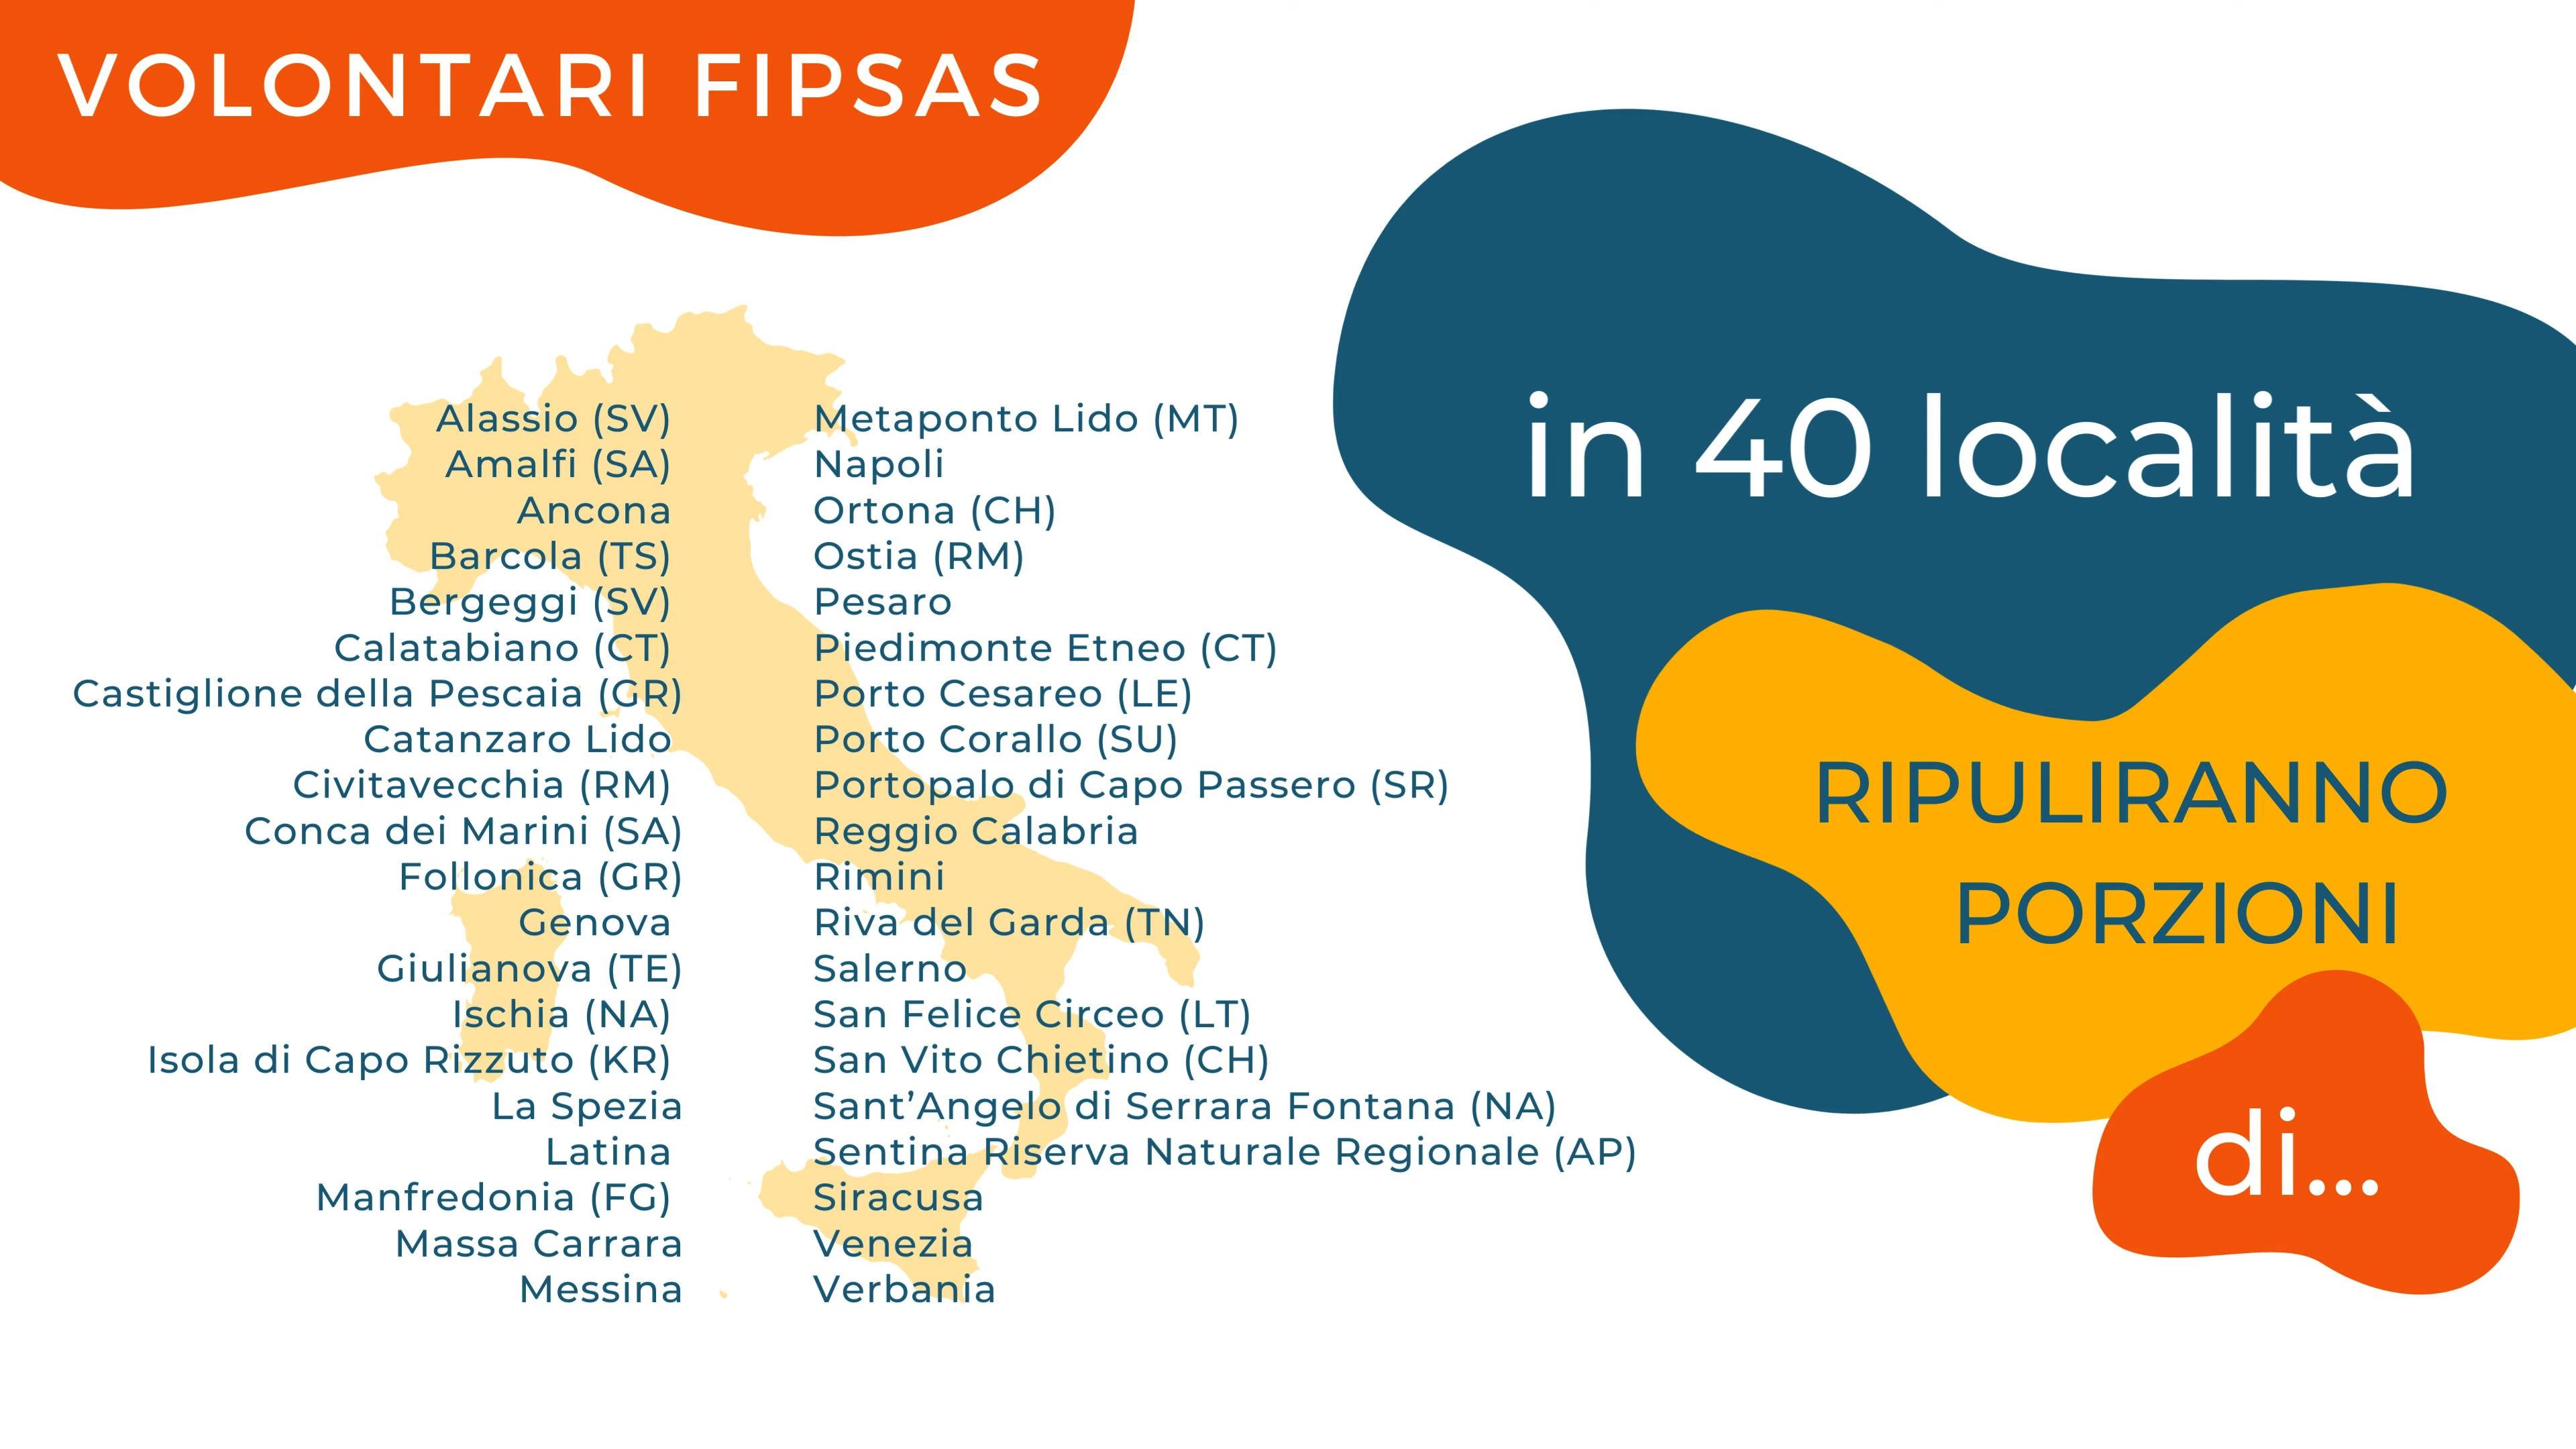 VOLONTARI FIPSAS
Alassio (SV)
Amalfi (SA)
Ancona
Barcola (TS)
Bergeggi (SV)
Calatabiano (CT)
Castiglione della Pescaia (GR)
Catanzaro Lido
Civitavecchia (RM)
Conca dei Marini (SA)
Follonica (GR)
Genova
Giulianova (TE)
Ischia (NA)
Isola di Capo Rizzuto (KR)
La Spezia
Latina
Manfredonia (FG)
Massa Carrara
Messina
Metaponto Lido (MT)
Napoli
Ortona (CH)
Ostia (RM)
Pesaro
Piedimonte Etneo (CT)
Porto Cesareo (LE)
Porto Corallo (SU)
Portopalo di Capo Passero (SR)
Reggio Calabria
Rimini
Riva del Garda (TN)
Salerno
San Felice Circeo (LT)
San Vito Chietino (CH)
Sant’Angelo di Serrara Fontana (NA)
Sentina Riserva Naturale Regionale (AP)
Siracusa
Venezia
Verbania
in 40 località
RIPULIRANNO
PORZIONI
di...